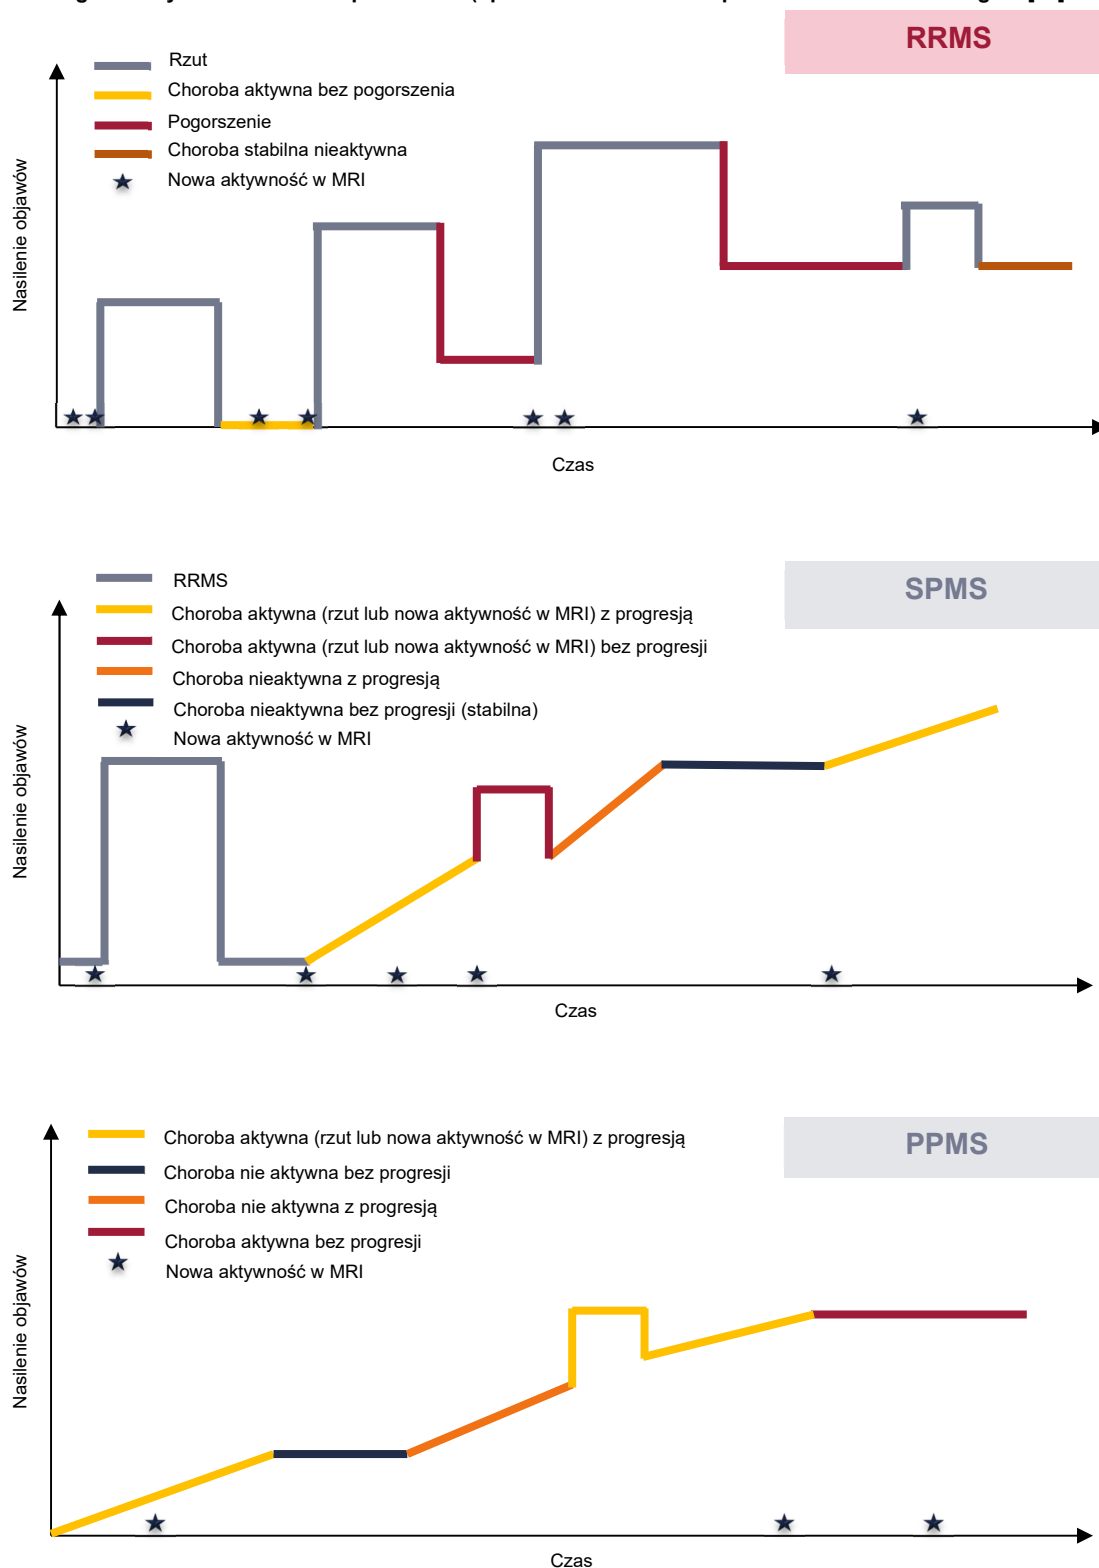 RRMS
Rzut
Choroba aktywna bez pogorszenia
Pogorszenie
Choroba stabilna nieaktywna
Nowa aktywność w MRI
Nasilenie objawów
Czas
SPMS
RRMS
Choroba aktywna (rzut lub nowa aktywność w MRI) z progresją
Choroba aktywna (rzut lub nowa aktywność w MRI) bez progresji
Choroba nieaktywna z progresją
Choroba nieaktywna bez progresji (stabilna)
Nowa aktywność w MRI
Nasilenie objawów
Czas
PPMS
Choroba aktywna (rzut lub nowa aktywność w MRI) z progresją
Choroba nie aktywna bez progresji
Choroba nie aktywna z progresją
Choroba aktywna bez progresji
Nowa aktywność w MRI
Nasilenie objawów
Czas